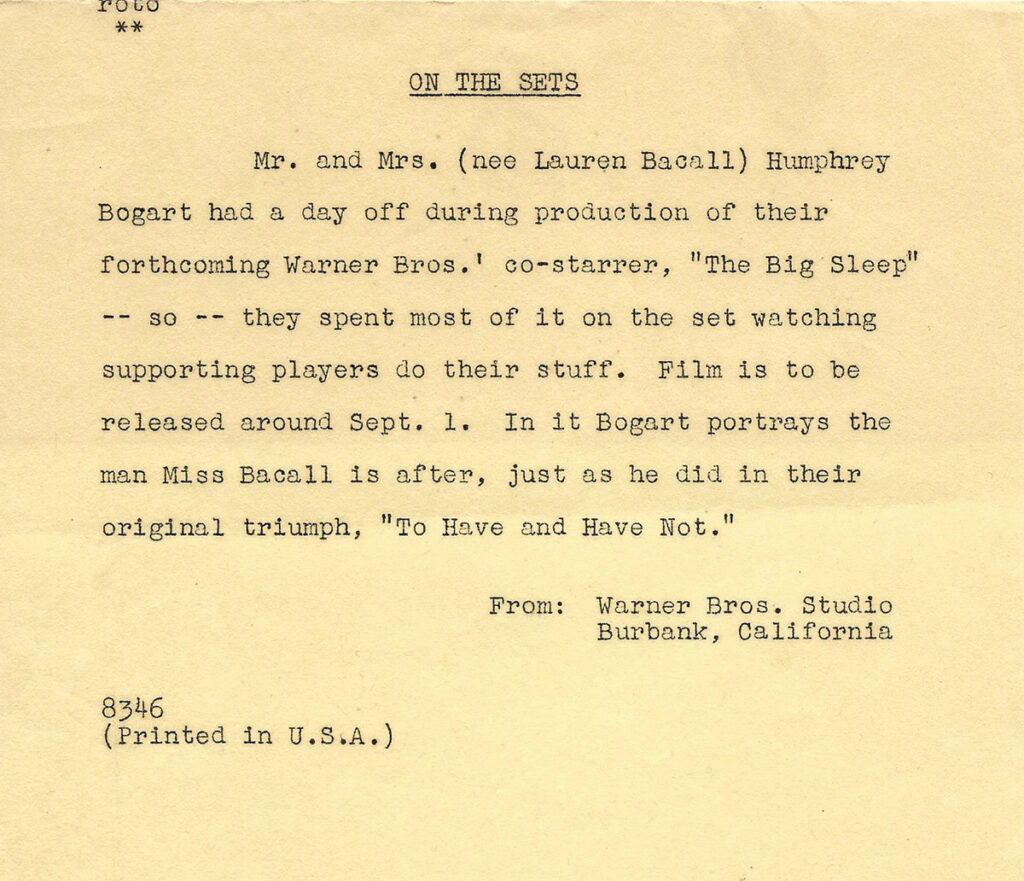 roto
**
ON THE SETS
Mr. and Mrs. (nee Lauren Bacall) Humphrey
Bogart had a day off during production of their
forthcoming Warner Bros.' co-starrer, "The Big Sleep"
-- so -- they spent most of it on the set watching
supporting players do their stuff.  Film is to be
released around Sept. 1.  In it Bogart portrays the
man Miss Bacall is after, just as he did in their
original triumph, "To Have and Have Not."
From:  Warner Bros. Studio
Burbank, California
8346
(Printed in U.S.A.)